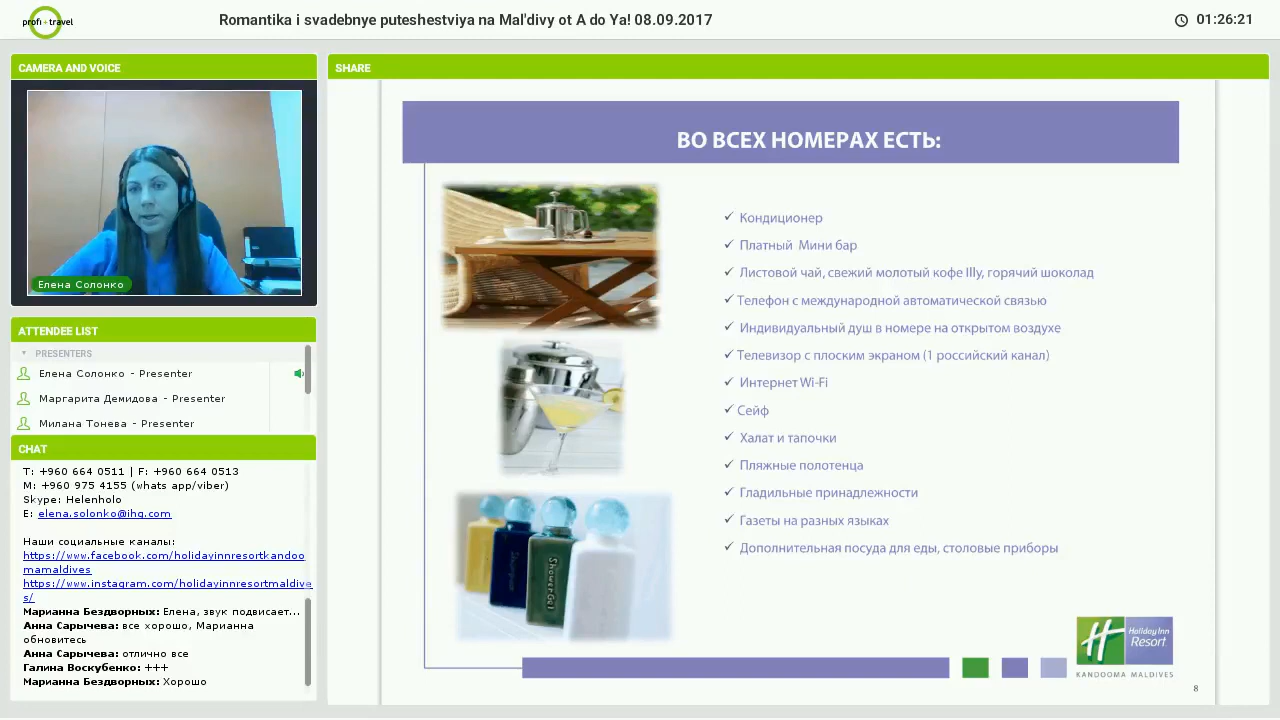 profi travel
Romantika i svadebnye puteshestviya na Mal'divy ot A do Ya! 08.09.2017
01:26:21
CAMERA AND VOICE
Елена Солонко
ATTENDEE LIST
PRESENTERS
Елена Солонко - Presenter
Маргарита Демидова - Presenter
Милана Тонева - Presenter
CHAT
T: +960 664 0511 | F: +960 664 0513
M: +960 975 4155 (whats app/viber)
Skype: Helenholo
E: elena.solonko@ihg.com
Наши социальные каналы:
https://www.facebook.com/holidayinnresortkandoo
mamaldives
https://www.instagram.com/holidayinnresortmaldive
s/
Марианна Бездворных: Елена, звук подвисает...
Анна Сарычева: все хорошо, Марианна
обновитесь
Анна Сарычева: отлично все
Галина Воскубенко: +++
Марианна Бездворных: Хорошо
SHARE
ВО ВСЕХ НОМЕРАХ ЕСТЬ:
Кондиционер
Платный Мини бар
Листовой чай, свежий молотый кофе Illy, горячий шоколад
Телефон с международной автоматической связью
Индивидуальный душ в номере на открытом воздухе
Телевизор с плоским экраном (1 российский канал)
Интернет Wi-Fi
Сейф
Халат и тапочки
Пляжные полотенца
Гладильные принадлежности
Газеты на разных языках
Дополнительная посуда для еды, столовые приборы
Shower Gel
H Holiday Inn
Resort
KANDOOMA MALDIVES
8